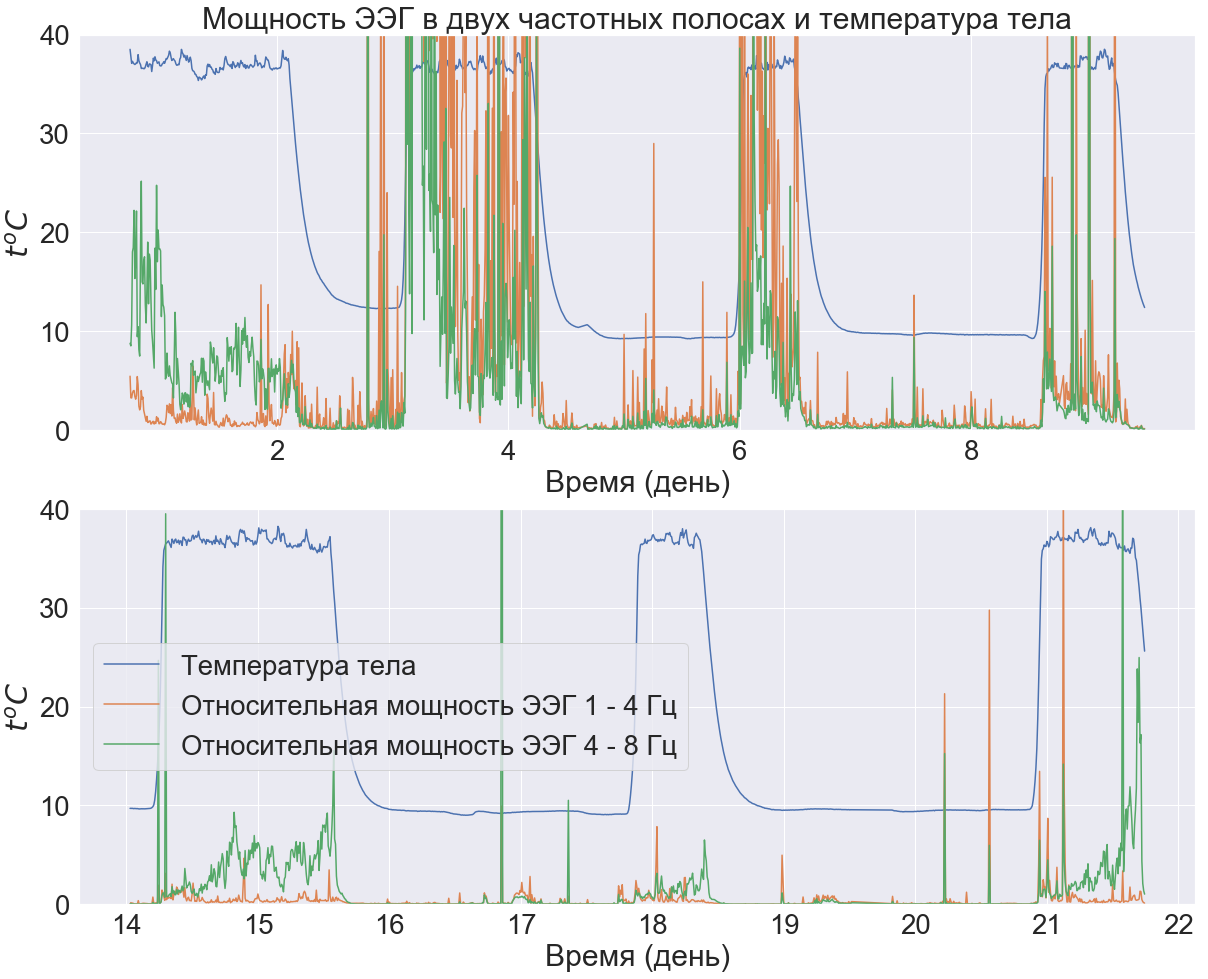 Мощность ЭЭГ в двух частотных полосах и температура тела
40
30
20
10
0
t°C
2 4 6 8
Время (день)
40
30
20
10
0
t°C
Температура тела
Относительная мощность ЭЭГ 1 - 4 Гц
Относительная мощность ЭЭГ 4 - 8 Гц
14 15 16 17 18 19 20 21 22
Время (день)